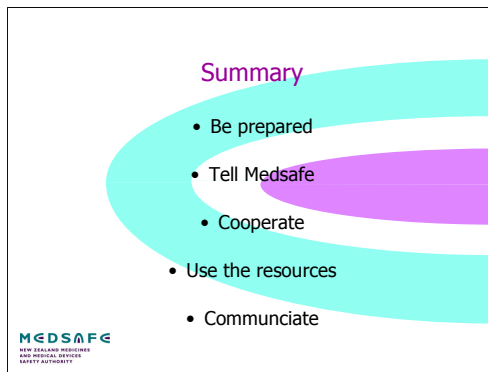 Summary
• Be prepared
• Tell Medsafe
• Cooperate
• Use the resources
• Communciate
MEDSAFE
NEW ZEALAND MEDICINES
AND MEDICAL DEVICES
SAFETY AUTHORITY